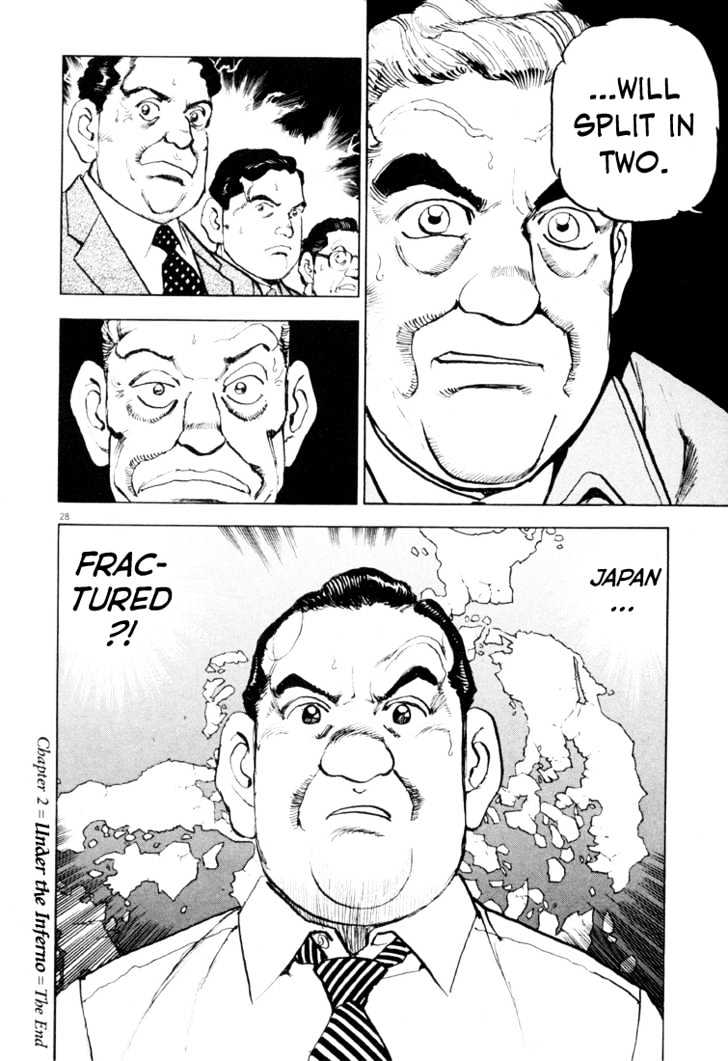 ...WILL
SPLIT IN
TWO.
28
JAPAN
...
FRAC-
TURED
?!
Chapter 2 = Under the Inferno = The End